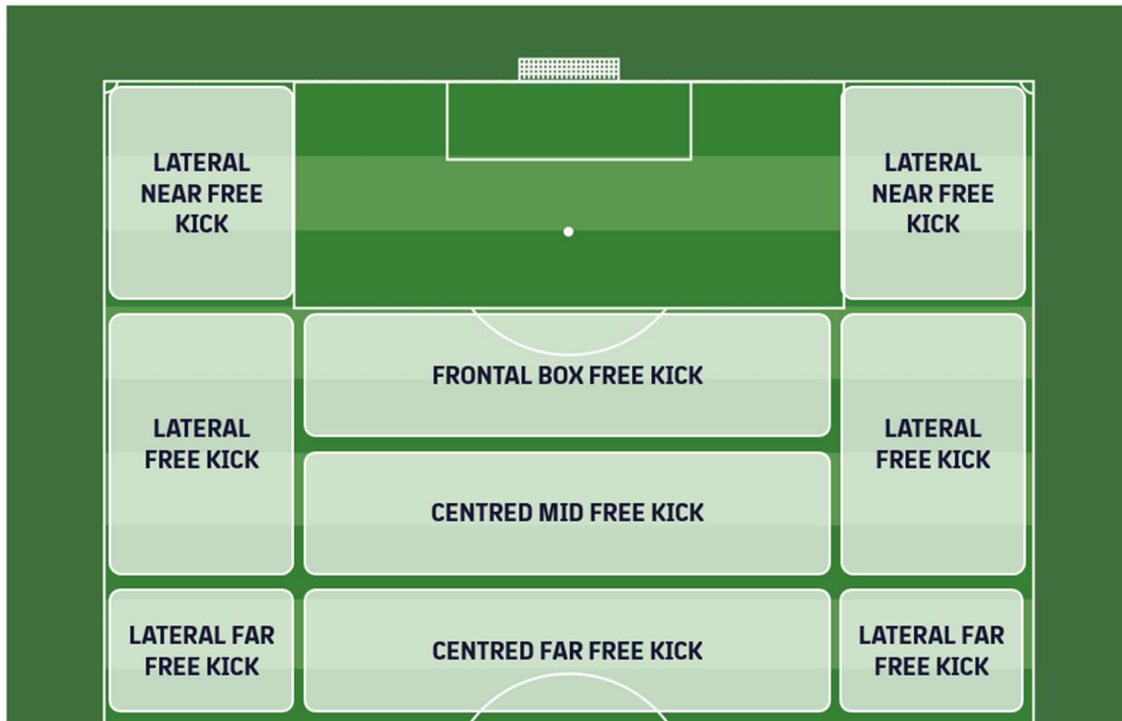 LATERAL
NEAR FREE
KICK
LATERAL
NEAR FREE
KICK
FRONTAL BOX FREE KICK
LATERAL
FREE KICK
LATERAL
FREE KICK
CENTRED MID FREE KICK
LATERAL FAR
FREE KICK
CENTRED FAR FREE KICK
LATERAL FAR
FREE KICK